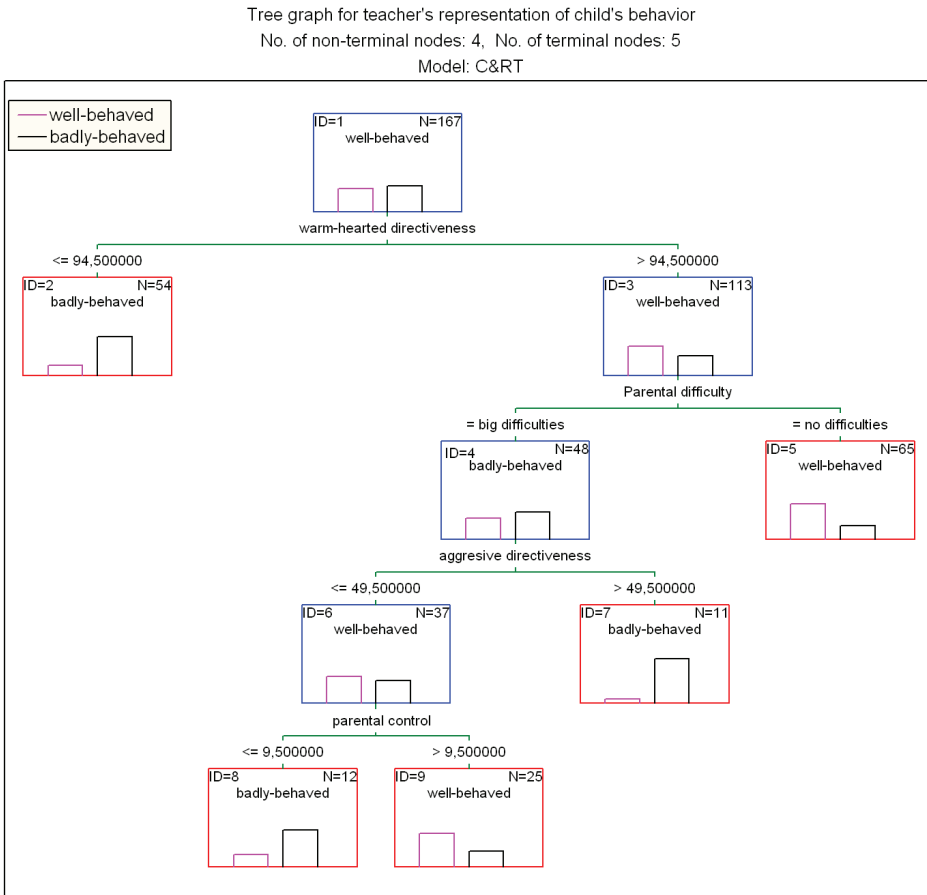 Tree graph for teacher's representation of child's behavior
No. of non-terminal nodes: 4, No. of terminal nodes: 5
Model: C&RT
well-behaved
badly-behaved
ID=1 N=167
well-behaved
warm-hearted directiveness
<= 94,500000 > 94,500000
ID=2 N=54
badly-behaved
ID=3 N=113
well-behaved
Parental difficulty
= big difficulties = no difficulties
ID=4 N=48
badly-behaved
ID=5 N=65
well-behaved
aggresive directiveness
<= 49,500000 > 49,500000
ID=6 N=37
well-behaved
ID=7 N=11
badly-behaved
parental control
<= 9,500000 > 9,500000
ID=8 N=12
badly-behaved
ID=9 N=25
well-behaved